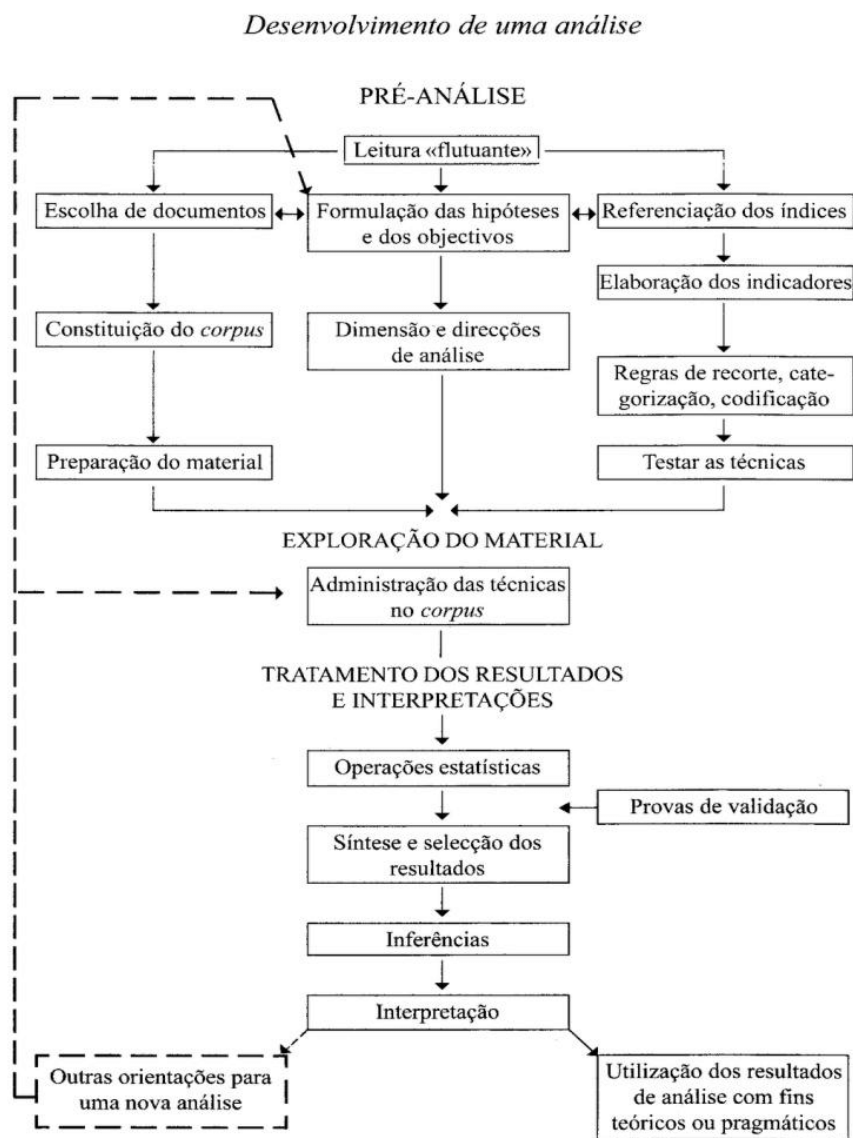 Desenvolvimento de uma análise
PRÉ-ANÁLISE
Leitura «flutuante»
Escolha de documentos
Formulação das hipóteses
e dos objectivos
Referenciação dos índices
Elaboração dos indicadores
Constituição do corpus
Dimensão e direcções
de análise
Regras de recorte, cate-
gorização, codificação
Preparação do material
Testar as técnicas
EXPLORAÇÃO DO MATERIAL
Administração das técnicas
no corpus
TRATAMENTO DOS RESULTADOS
E INTERPRETAÇÕES
Operações estatísticas
Provas de validação
Síntese e selecção dos
resultados
Inferências
Interpretação
Outras orientações para
uma nova análise
Utilização dos resultados
de análise com fins
teóricos ou pragmáticos